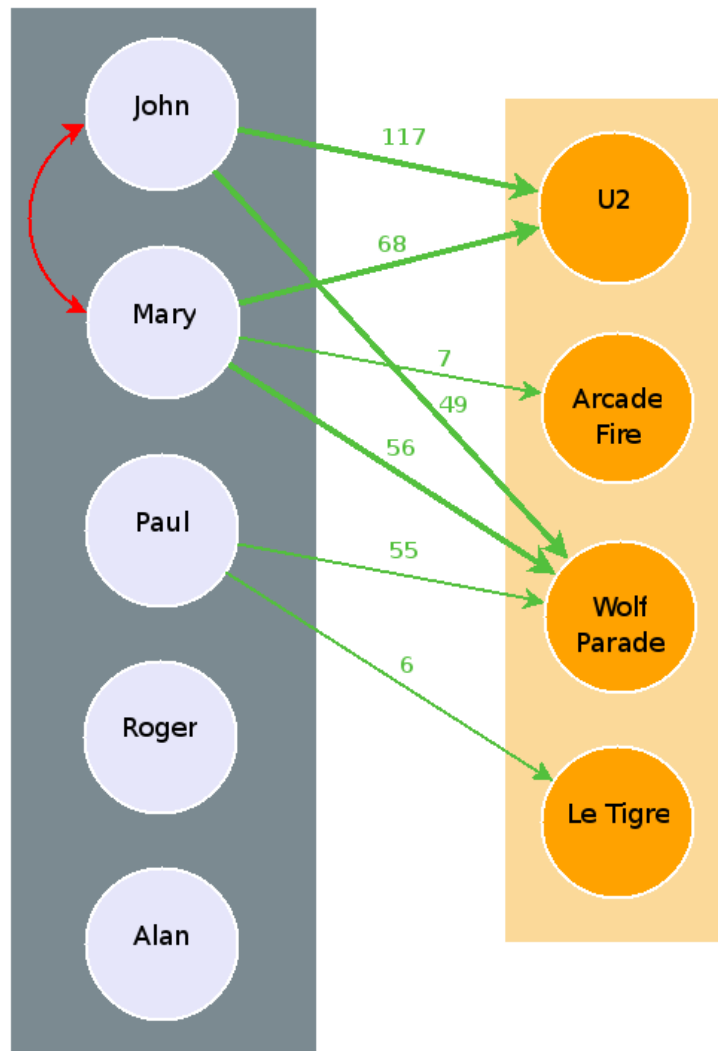 John
117
U2
68
Mary
7
Arcade
Fire
49
56
Paul
55
Wolf
Parade
6
Roger
Le Tigre
Alan